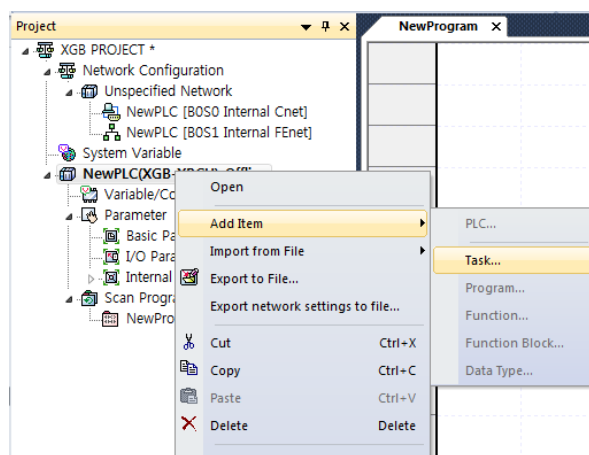 Project
NewProgram
XGB PROJECT *
Network Configuration
Unspecified Network
NewPLC [B0S0 Internal Cnet]
NewPLC [B0S1 Internal FEnet]
System Variable
NewPLC(XGB-
Variable/Co
Parameter
Basic Pa
I/O Para
Internal
Scan Progra
NewPro
Open
Add Item
Import from File
Export to File...
Export network settings to file...
Cut Ctrl+X
Copy Ctrl+C
Paste Ctrl+V
Delete Delete
PLC...
Task...
Program...
Function...
Function Block...
Data Type...